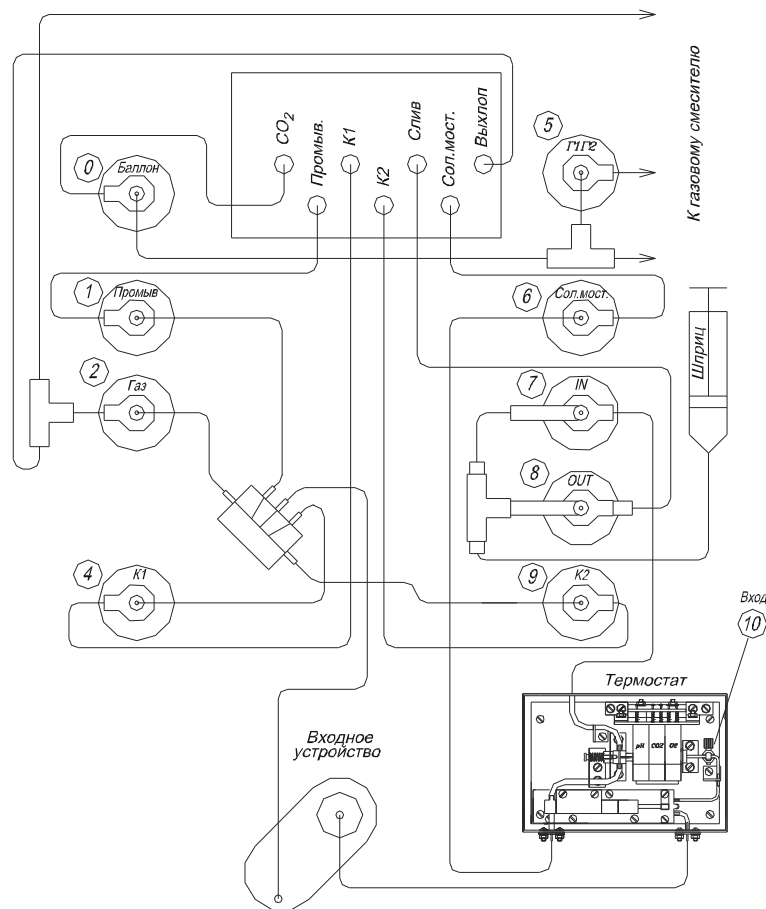 CO2
Промыв.
К1
К2
Слив
Сол.мост.
Выхлоп
К газовому смесителю
0
Баллон
5
Г1Г2
1
Промыв
6
Сол.мост.
2
Газ
7
IN
Шприц
8
OUT
4
К1
9
К2
Вход
10
Термостат
pH
CO2
O2
Входное
устройство